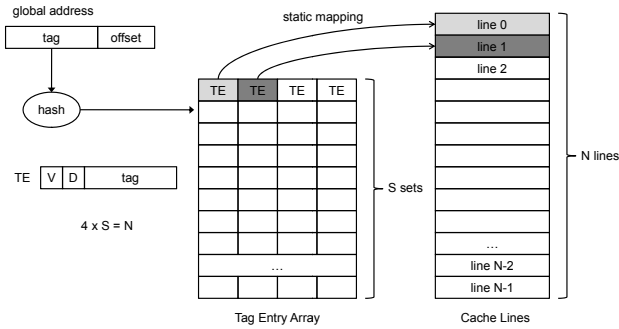 global address
tag offset
hash
TE V D tag
4 x S = N
static mapping
TE TE TE TE
...
S sets
Tag Entry Array
line 0
line 1
line 2
...
line N-2
line N-1
N lines
Cache Lines